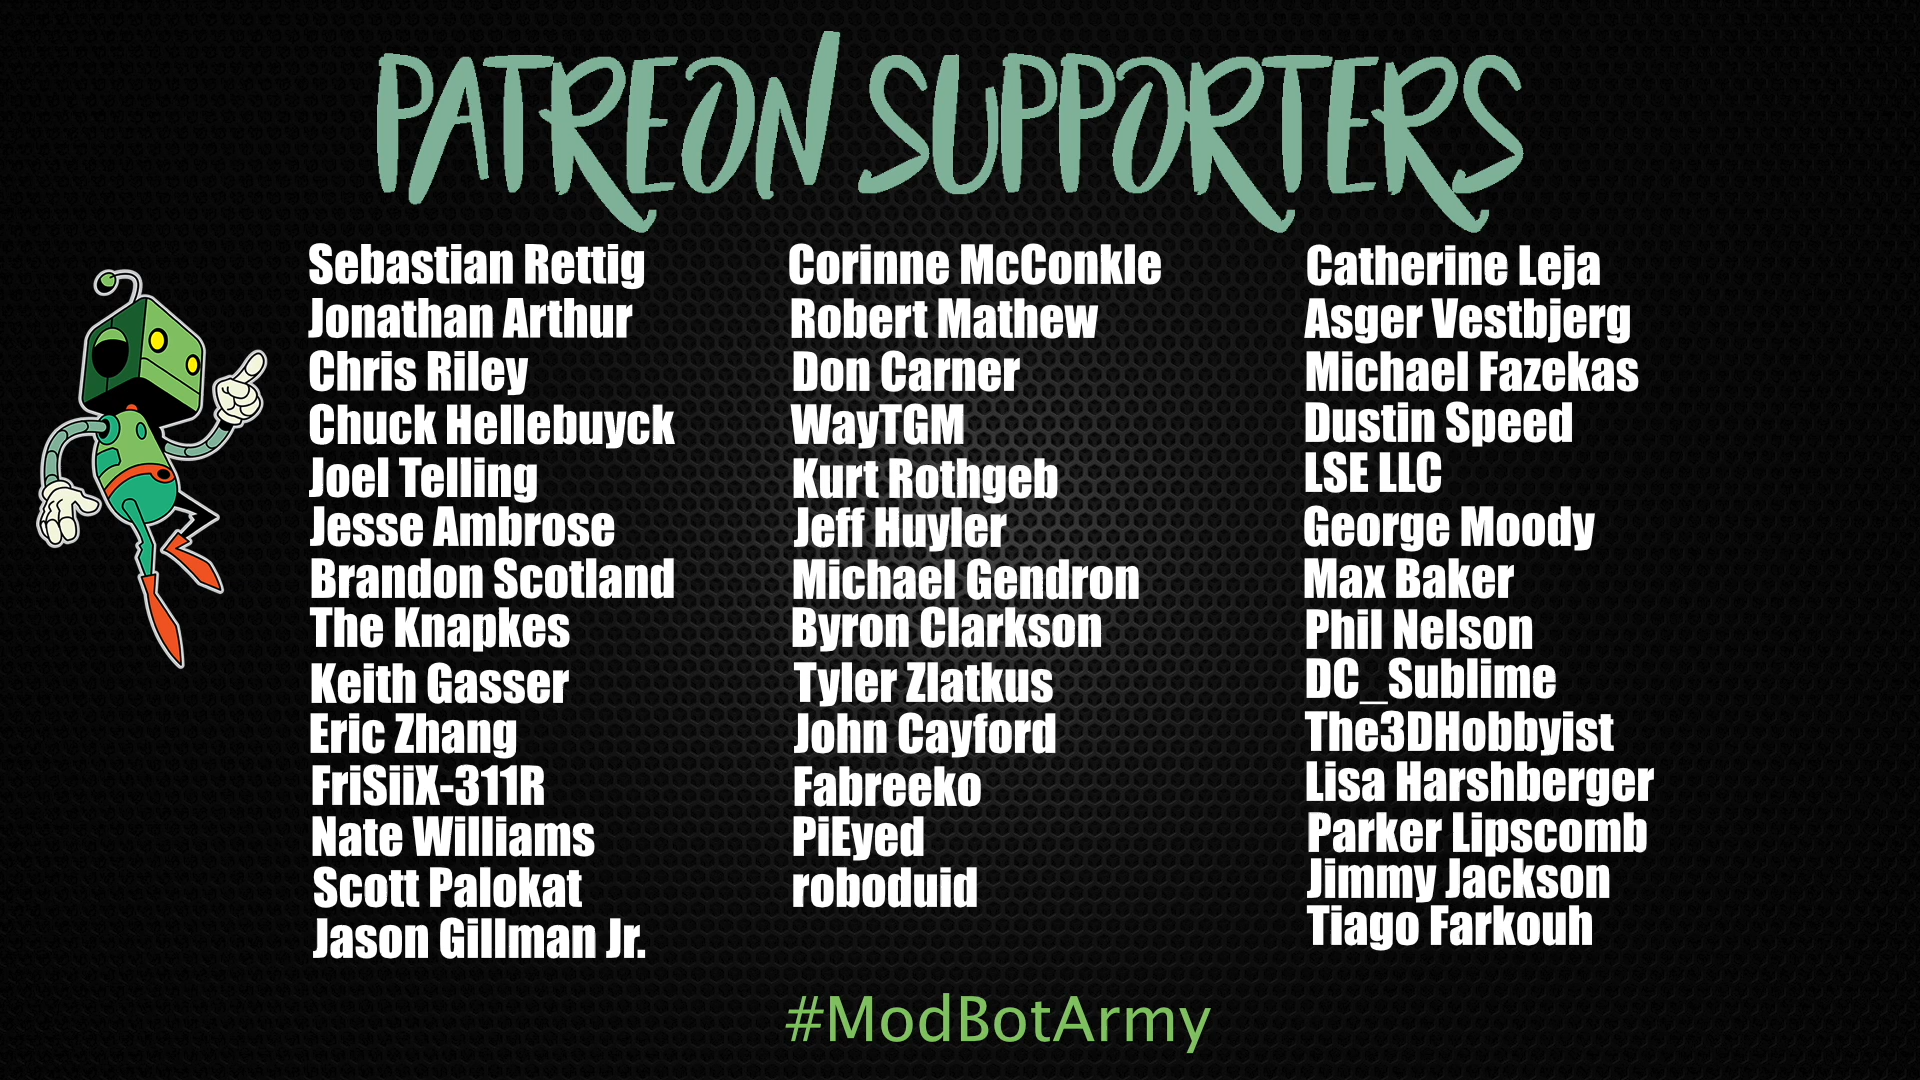 PATREON SUPPORTERS
Sebastian Rettig
Jonathan Arthur
Chris Riley
Chuck Hellebuyck
Joel Telling
Jesse Ambrose
Brandon Scotland
The Knapkes
Keith Gasser
Eric Zhang
FriSiiX-311R
Nate Williams
Scott Palokat
Jason Gillman Jr.
Corinne McConkle
Robert Mathew
Don Carner
WayTGM
Kurt Rothgeb
Jeff Huyler
Michael Gendron
Byron Clarkson
Tyler Zlatkus
John Cayford
Fabreeko
PiEyed
roboduid
Catherine Leja
Asger Vestbjerg
Michael Fazekas
Dustin Speed
LSE LLC
George Moody
Max Baker
Phil Nelson
DC_Sublime
The3DHobbyist
Lisa Harshberger
Parker Lipscomb
Jimmy Jackson
Tiago Farkouh
#ModBotArmy